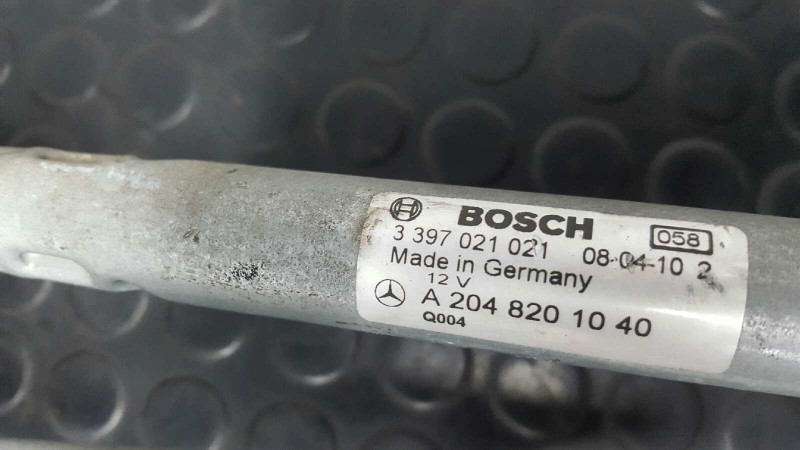 BOSCH 058
3 397 021 021 08-04-10 2
Made in Germany
12 V
A 204 820 10 40
Q004